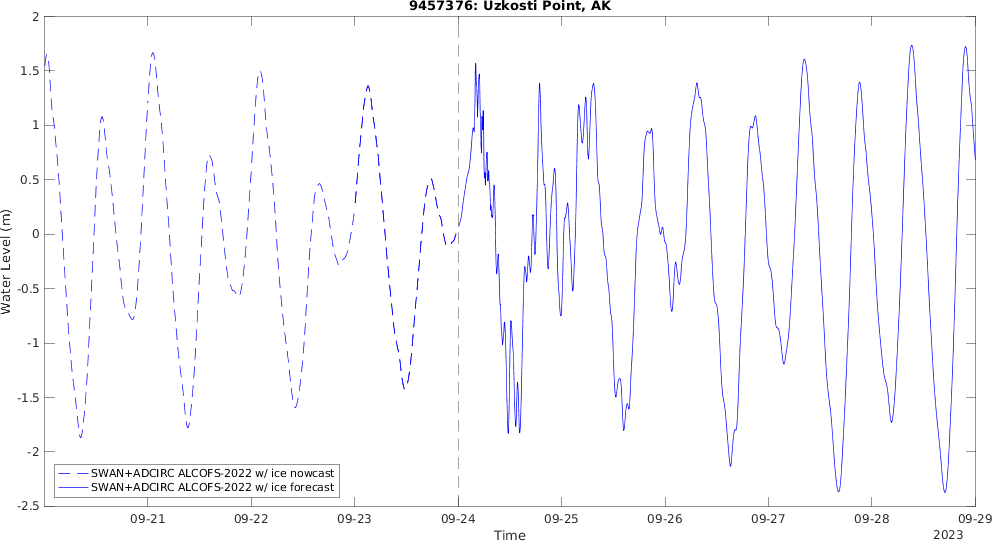 9457376: Uzkosti Point, AK
Water Level (m)
2
1.5
1
0.5
0
-0.5
-1
-1.5
-2
-2.5
SWAN+ADCIRC ALCOFS-2022 w/ ice nowcast
SWAN+ADCIRC ALCOFS-2022 w/ ice forecast
09-21 09-22 09-23 09-24 09-25 09-26 09-27 09-28 09-29
Time
2023